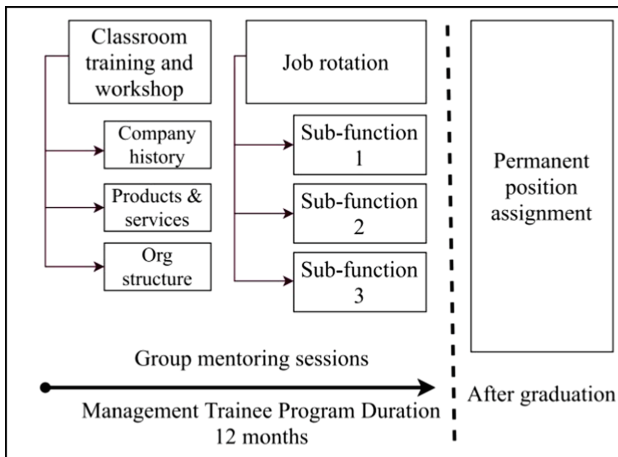 Classroom
training and
workshop
Company
history
Products &
services
Org
structure
Job rotation
Sub-function
1
Sub-function
2
Sub-function
3
Permanent
position
assignment
Group mentoring sessions
Management Trainee Program Duration
12 months
After graduation